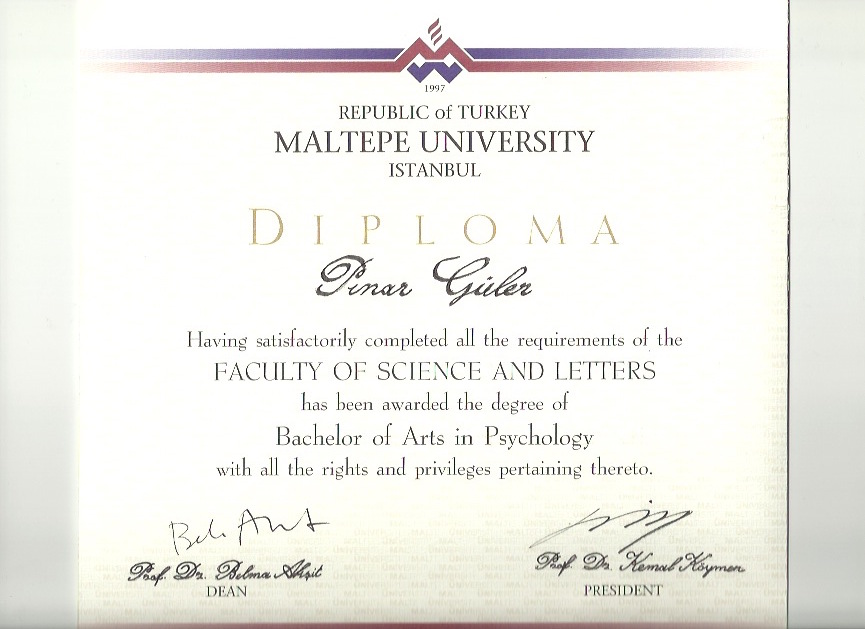 1997
REPUBLIC of TURKEY
MALTEPE UNIVERSITY
ISTANBUL
DIPLOMA
Pınar Güler
Having satisfactorily completed all the requirements of the
FACULTY OF SCIENCE AND LETTERS
has been awarded the degree of
Bachelor of Arts in Psychology
with all the rights and privileges pertaining thereto.
Prof. Dr. Belma Akşit
DEAN
Prof. Dr. Kemal Köymen
PRESIDENT